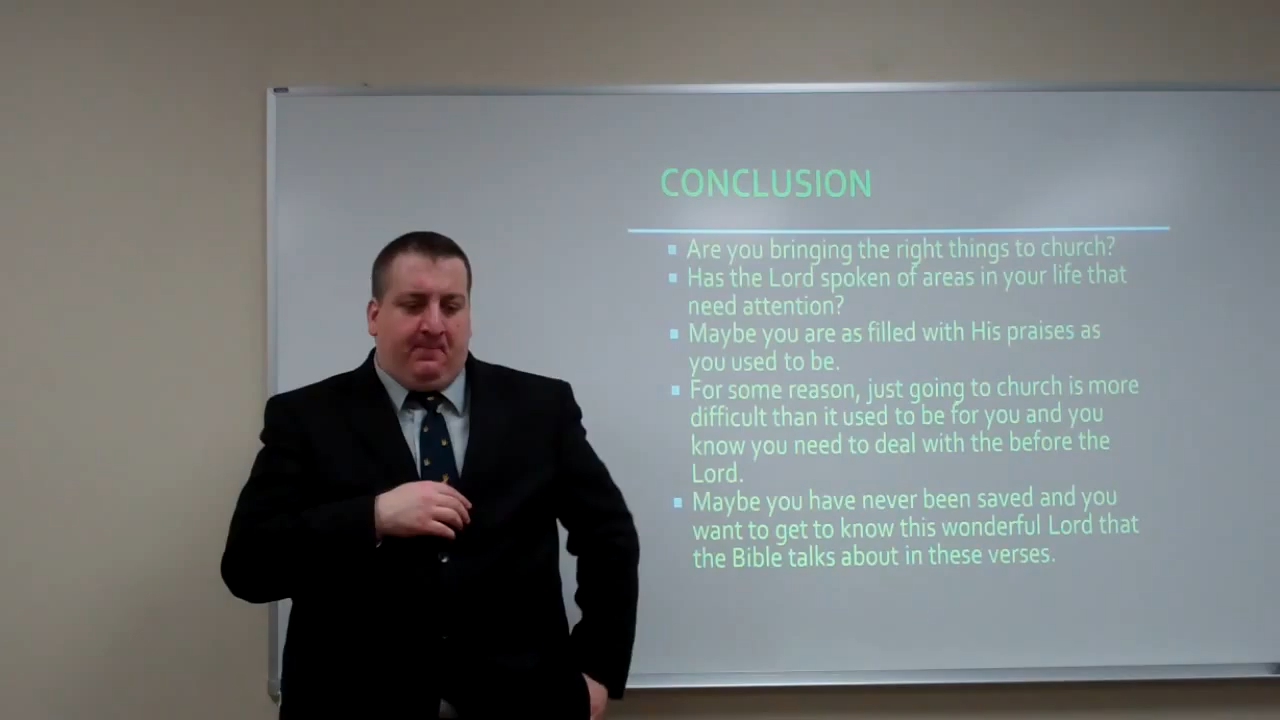 CONCLUSION
▪ Are you bringing the right things to church?
▪ Has the Lord spoken of areas in your life that
need attention?
▪ Maybe you are as filled with His praises as
you used to be.
▪ For some reason, just going to church is more
difficult than it used to be for you and you
know you need to deal with the before the
Lord.
▪ Maybe you have never been saved and you
want to get to know this wonderful Lord that
the Bible talks about in these verses.